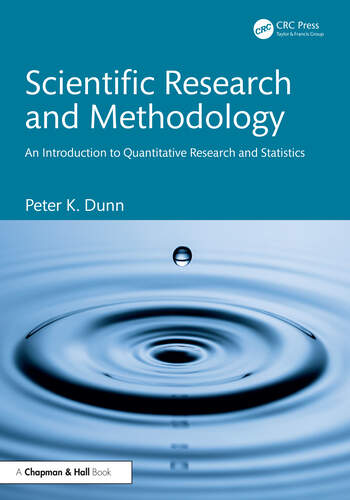 CRC
CRC Press
Taylor & Francis Group
Scientific Research
and Methodology
An Introduction to Quantitative Research and Statistics
Peter K. Dunn
A Chapman & Hall Book